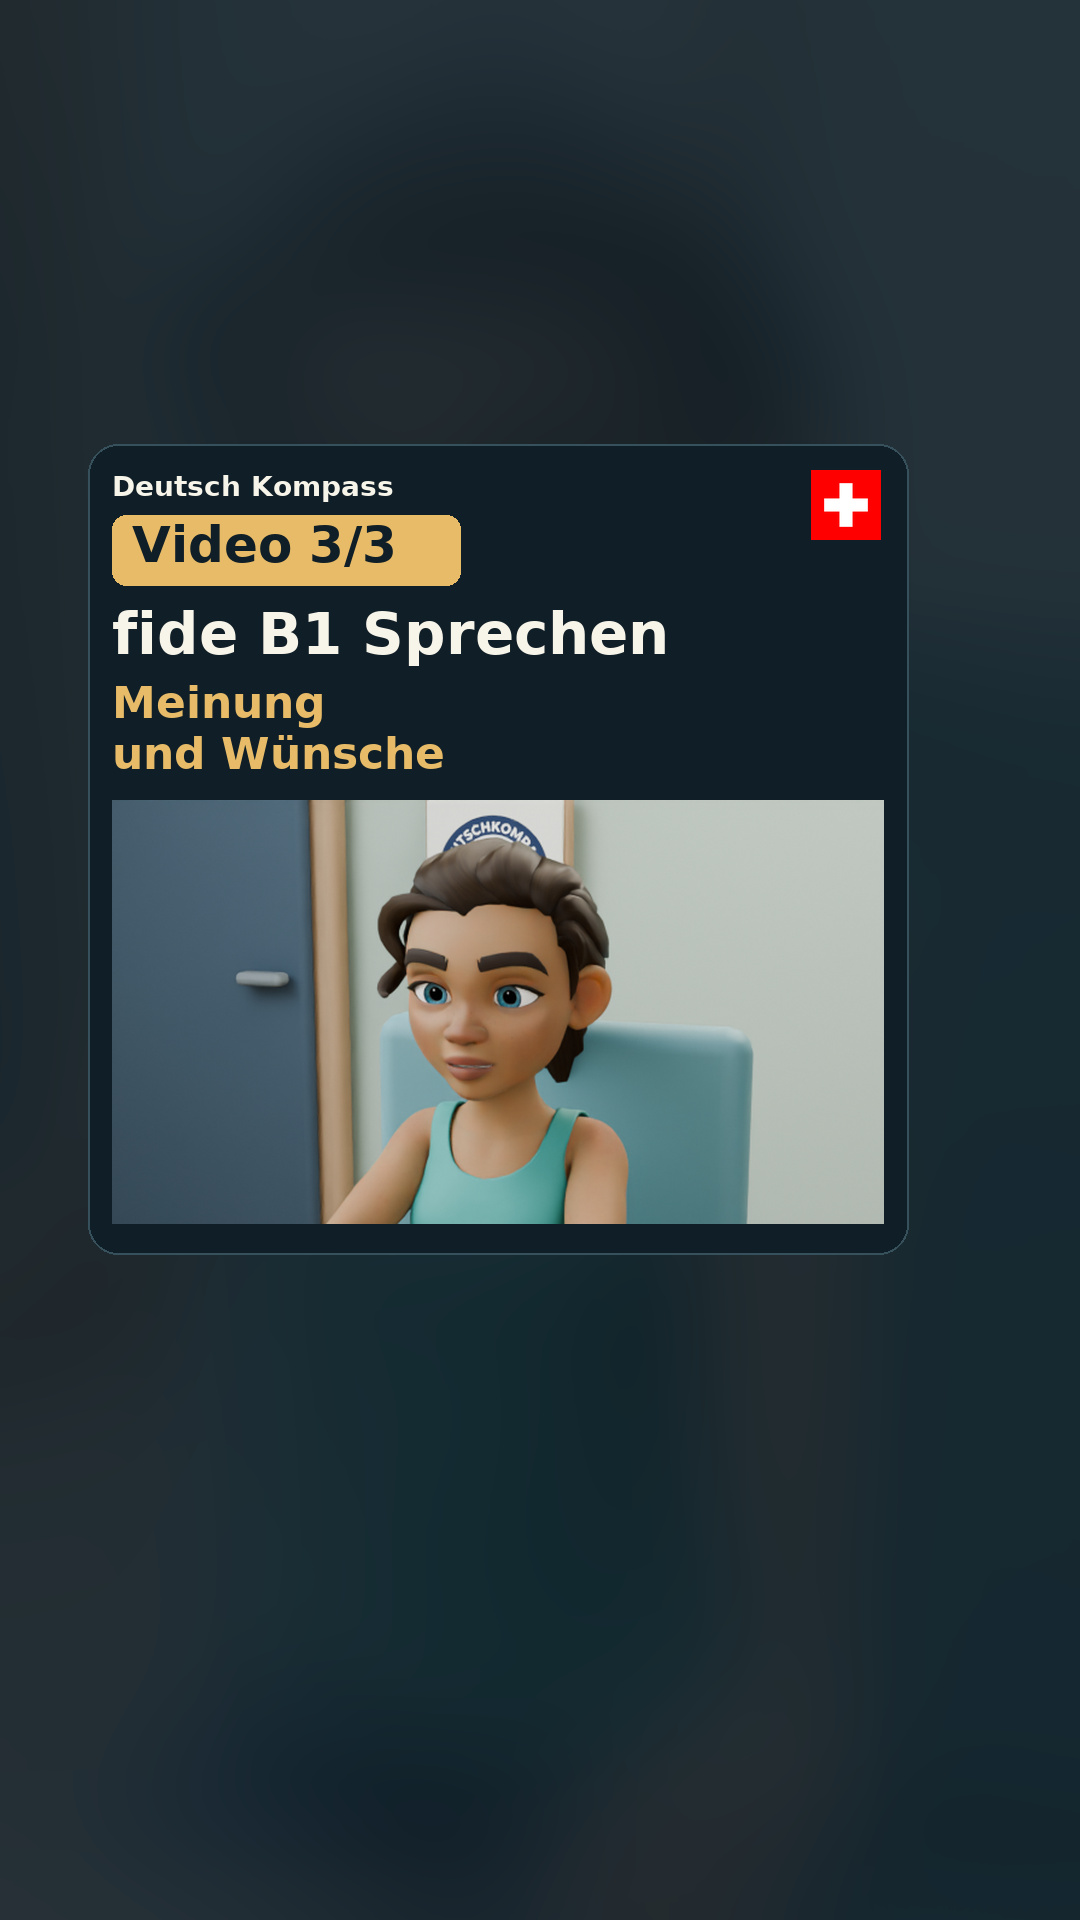 Deutsch Kompass
Video 3/3
fide B1 Sprechen
Meinung
und Wünsche